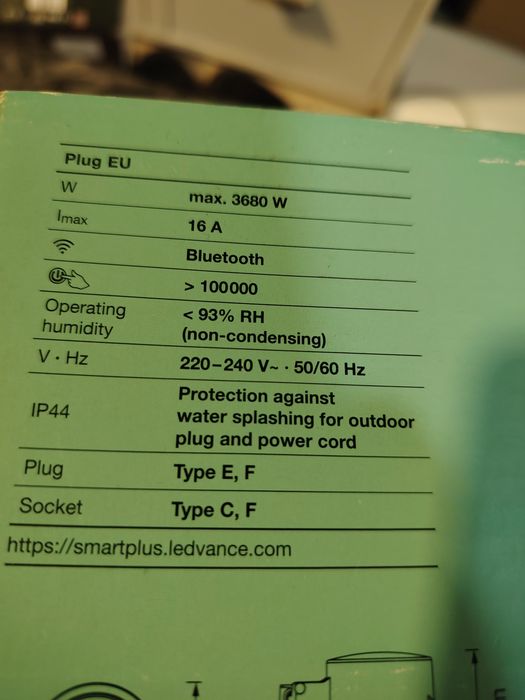 Plug EU
W max. 3680 W
Imax 16 A
Bluetooth
> 100000
Operating humidity < 93% RH
(non-condensing)
V · Hz 220–240 V~ · 50/60 Hz
IP44 Protection against
water splashing for outdoor
plug and power cord
Plug Type E, F
Socket Type C, F
https://smartplus.ledvance.com